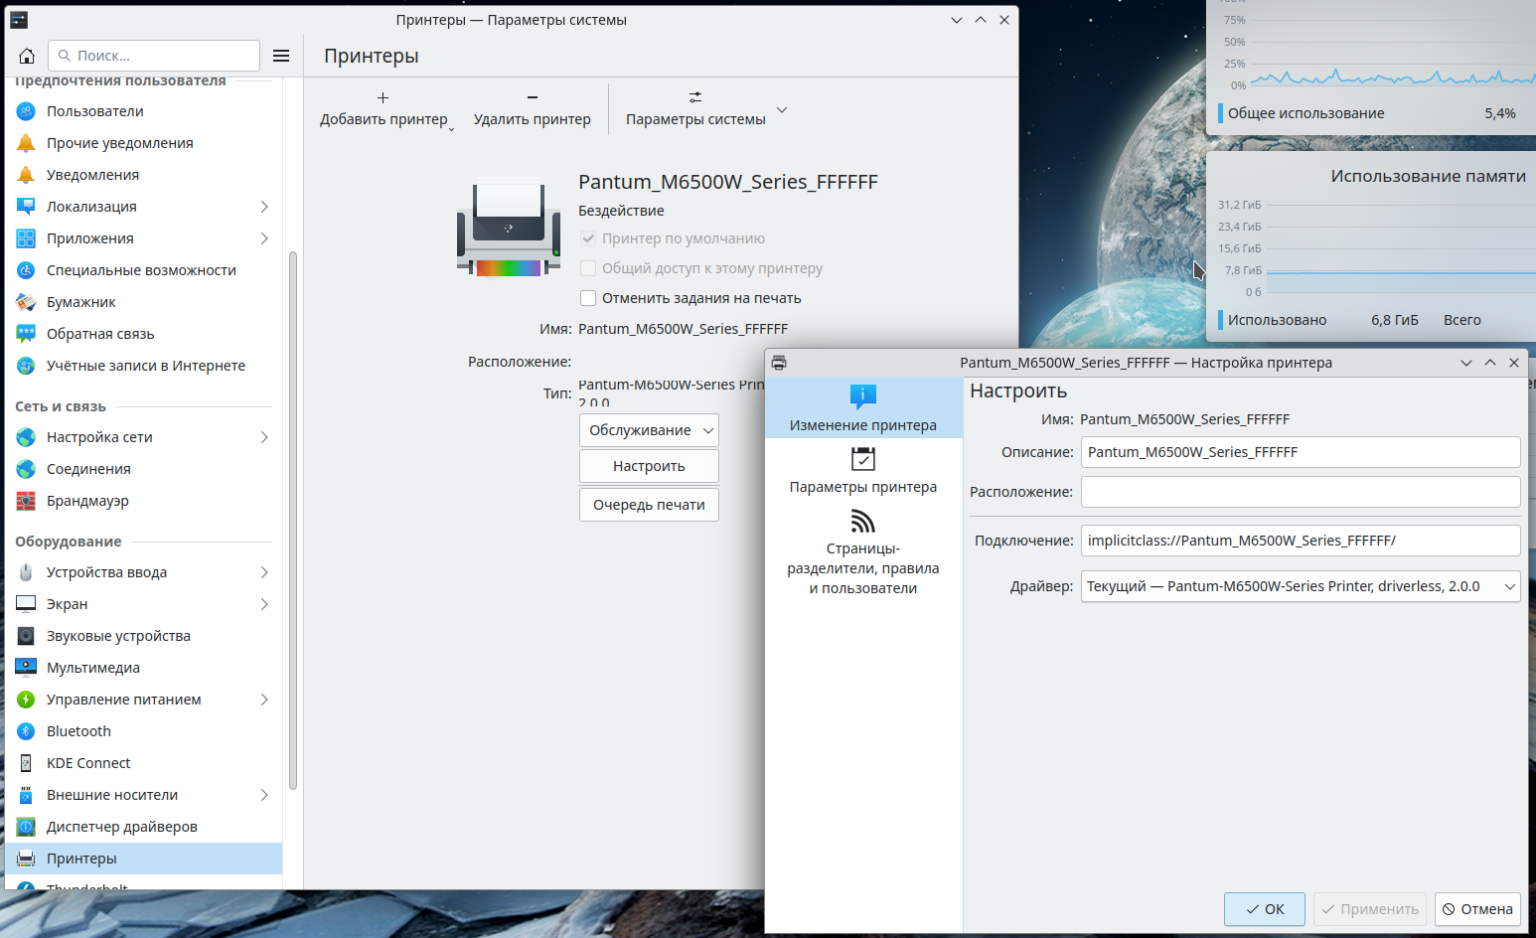 Принтеры — Параметры системы
Поиск...
Принтеры
Предпочтения пользователя
Пользователи
Прочие уведомления
Уведомления
Локализация
Приложения
Специальные возможности
Бумажник
Обратная связь
Учётные записи в Интернете
Сеть и связь
Настройка сети
Соединения
Брандмауэр
Оборудование
Устройства ввода
Экран
Звуковые устройства
Мультимедиа
Управление питанием
Bluetooth
KDE Connect
Внешние носители
Диспетчер драйверов
Принтеры
Thunderbolt
Добавить принтер
Удалить принтер
Параметры системы
Pantum_M6500W_Series_FFFFFF
Бездействие
Принтер по умолчанию
Общий доступ к этому принтеру
Отменить задания на печать
Имя: Pantum_M6500W_Series_FFFFFF
Расположение:
Тип: Pantum-M6500W-Series Prin
2.0.0
Обслуживание
Настроить
Очередь печати
100%
75%
50%
25%
0%
Общее использование 5,4%
Использование памяти
31,2 ГиБ
23,4 ГиБ
15,6 ГиБ
7,8 ГиБ
0 б
Использовано 6,8 ГиБ Всего
Pantum_M6500W_Series_FFFFFF — Настройка принтера
Изменение принтера
Параметры принтера
Страницы-
разделители, правила
и пользователи
Настроить
Имя: Pantum_M6500W_Series_FFFFFF
Описание: Pantum_M6500W_Series_FFFFFF
Расположение:
Подключение: implicitclass://Pantum_M6500W_Series_FFFFFF/
Драйвер: Текущий — Pantum-M6500W-Series Printer, driverless, 2.0.0
ОК
Применить
Отмена